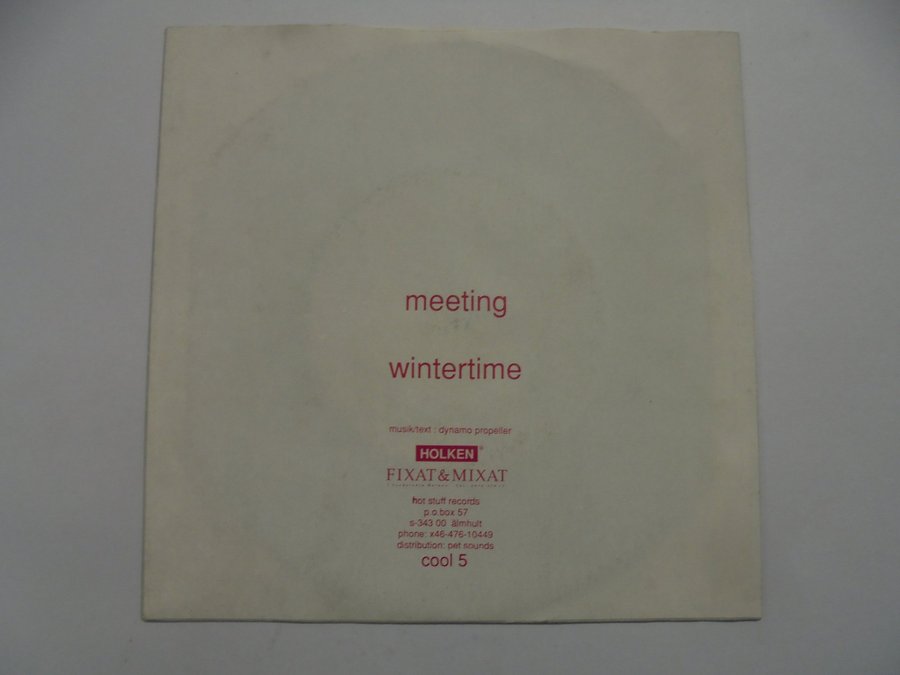 meeting
wintertime
musik/text : dynamo propeller
HOLKEN
FIXAT & MIXAT
hot stuff records
p.o.box 57
s-343 00 älmhult
phone: x46-476-10449
distribution: pet sounds
cool 5